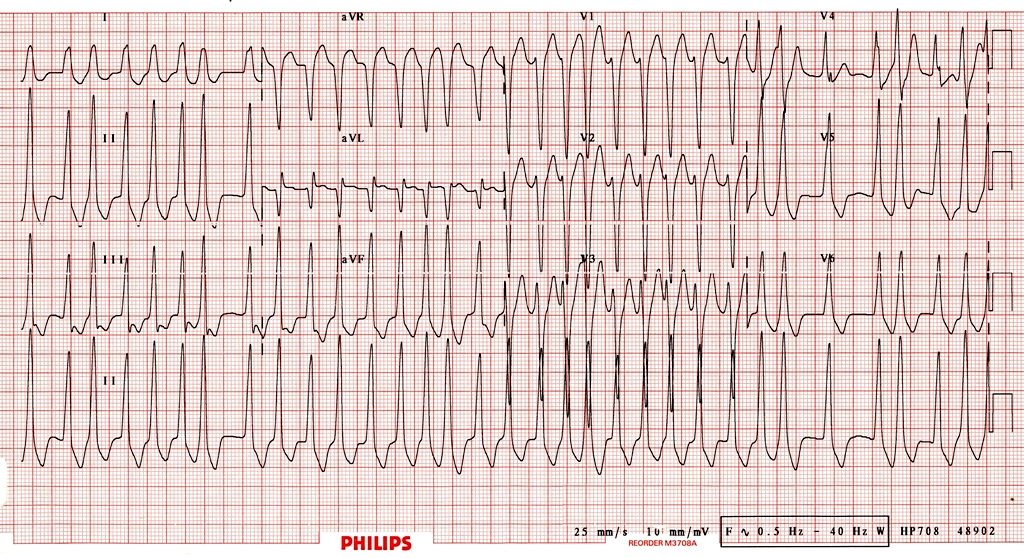 I aVR V1 V4
II aVL V2 V5
III aVF V3 V6
II
25 mm/s 10 mm/mV F ∿ 0.5 Hz - 40 Hz W HP708 48902
PHILIPS REORDER M3708A